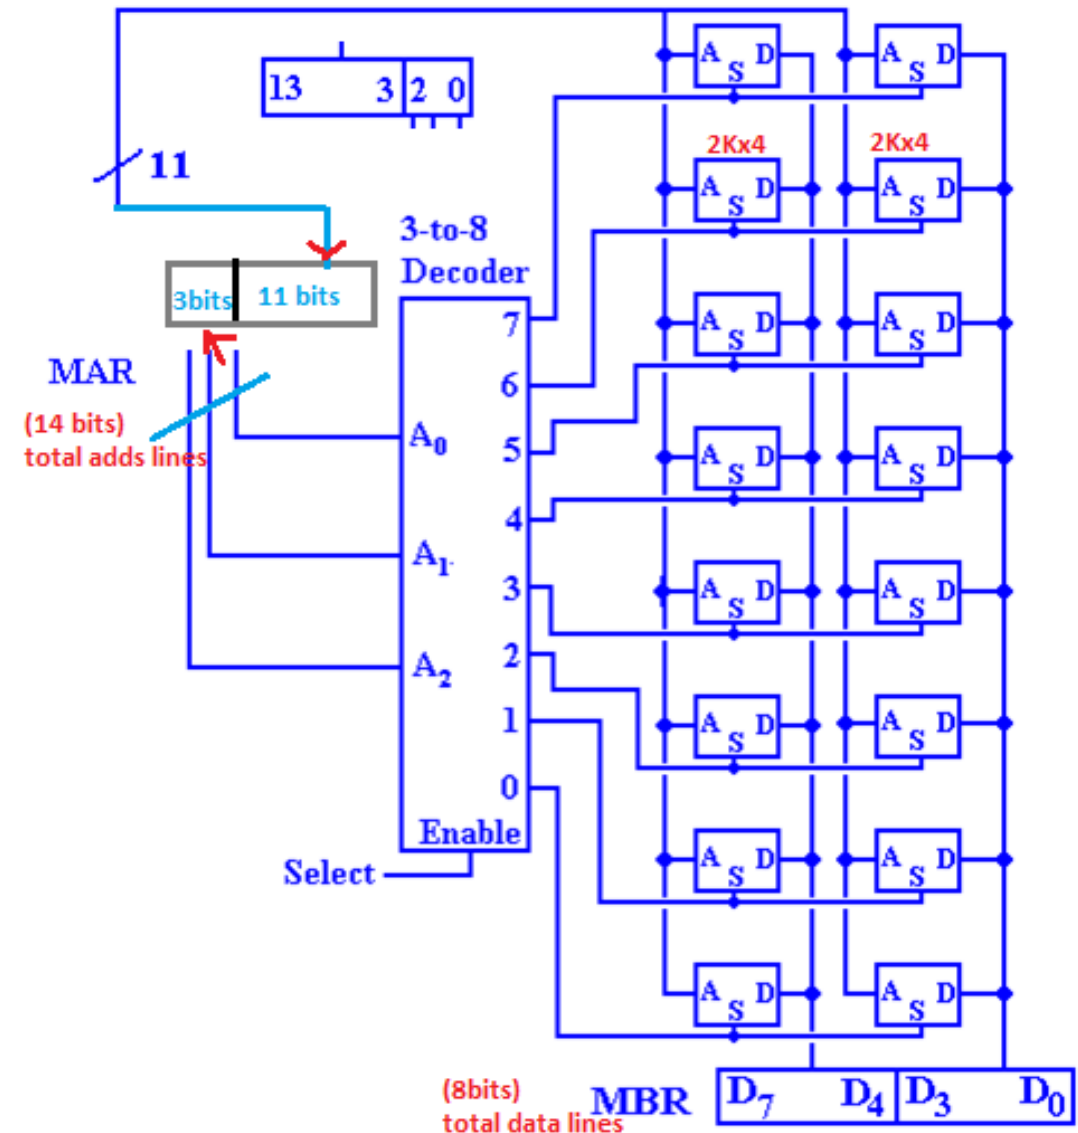 13 3 2 0
11
3-to-8
Decoder
3bits 11 bits
MAR
(14 bits)
total adds lines
A0
A1
A2
7
6
5
4
3
2
1
0
Enable
Select
A S D A S D
2Kx4 2Kx4
A S D A S D
A S D A S D
A S D A S D
A S D A S D
A S D A S D
A S D A S D
A S D A S D
(8bits)
total data lines
MBR D7 D4 D3 D0